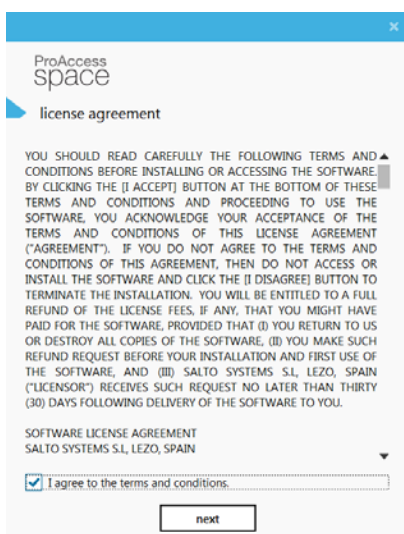 ProAccess
space
license agreement
YOU SHOULD READ CAREFULLY THE FOLLOWING TERMS AND
CONDITIONS BEFORE INSTALLING OR ACCESSING THE SOFTWARE.
BY CLICKING THE [I ACCEPT] BUTTON AT THE BOTTOM OF THESE
TERMS AND CONDITIONS AND PROCEEDING TO USE THE
SOFTWARE, YOU ACKNOWLEDGE YOUR ACCEPTANCE OF THE
TERMS AND CONDITIONS OF THIS LICENSE AGREEMENT
("AGREEMENT"). IF YOU DO NOT AGREE TO THE TERMS AND
CONDITIONS OF THIS AGREEMENT, THEN DO NOT ACCESS OR
INSTALL THE SOFTWARE AND CLICK THE [I DISAGREE] BUTTON TO
TERMINATE THE INSTALLATION. YOU WILL BE ENTITLED TO A FULL
REFUND OF THE LICENSE FEES, IF ANY, THAT YOU MIGHT HAVE
PAID FOR THE SOFTWARE, PROVIDED THAT (I) YOU RETURN TO US
OR DESTROY ALL COPIES OF THE SOFTWARE, (II) YOU MAKE SUCH
REFUND REQUEST BEFORE YOUR INSTALLATION AND FIRST USE OF
THE SOFTWARE, AND (III) SALTO SYSTEMS S.L, LEZO, SPAIN
("LICENSOR") RECEIVES SUCH REQUEST NO LATER THAN THIRTY
(30) DAYS FOLLOWING DELIVERY OF THE SOFTWARE TO YOU.
SOFTWARE LICENSE AGREEMENT
SALTO SYSTEMS S.L, LEZO, SPAIN
I agree to the terms and conditions.
next